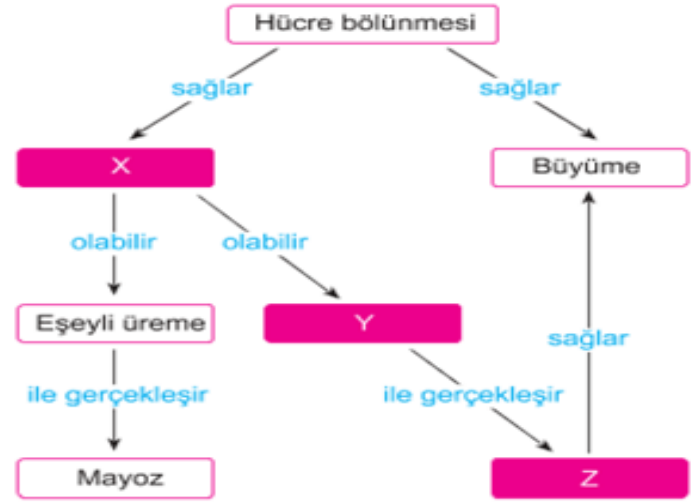 Hücre bölünmesi
sağlar
sağlar
X
Büyüme
olabilir
olabilir
Eşeyli üreme
Y
sağlar
ile gerçekleşir
ile gerçekleşir
Mayoz
Z